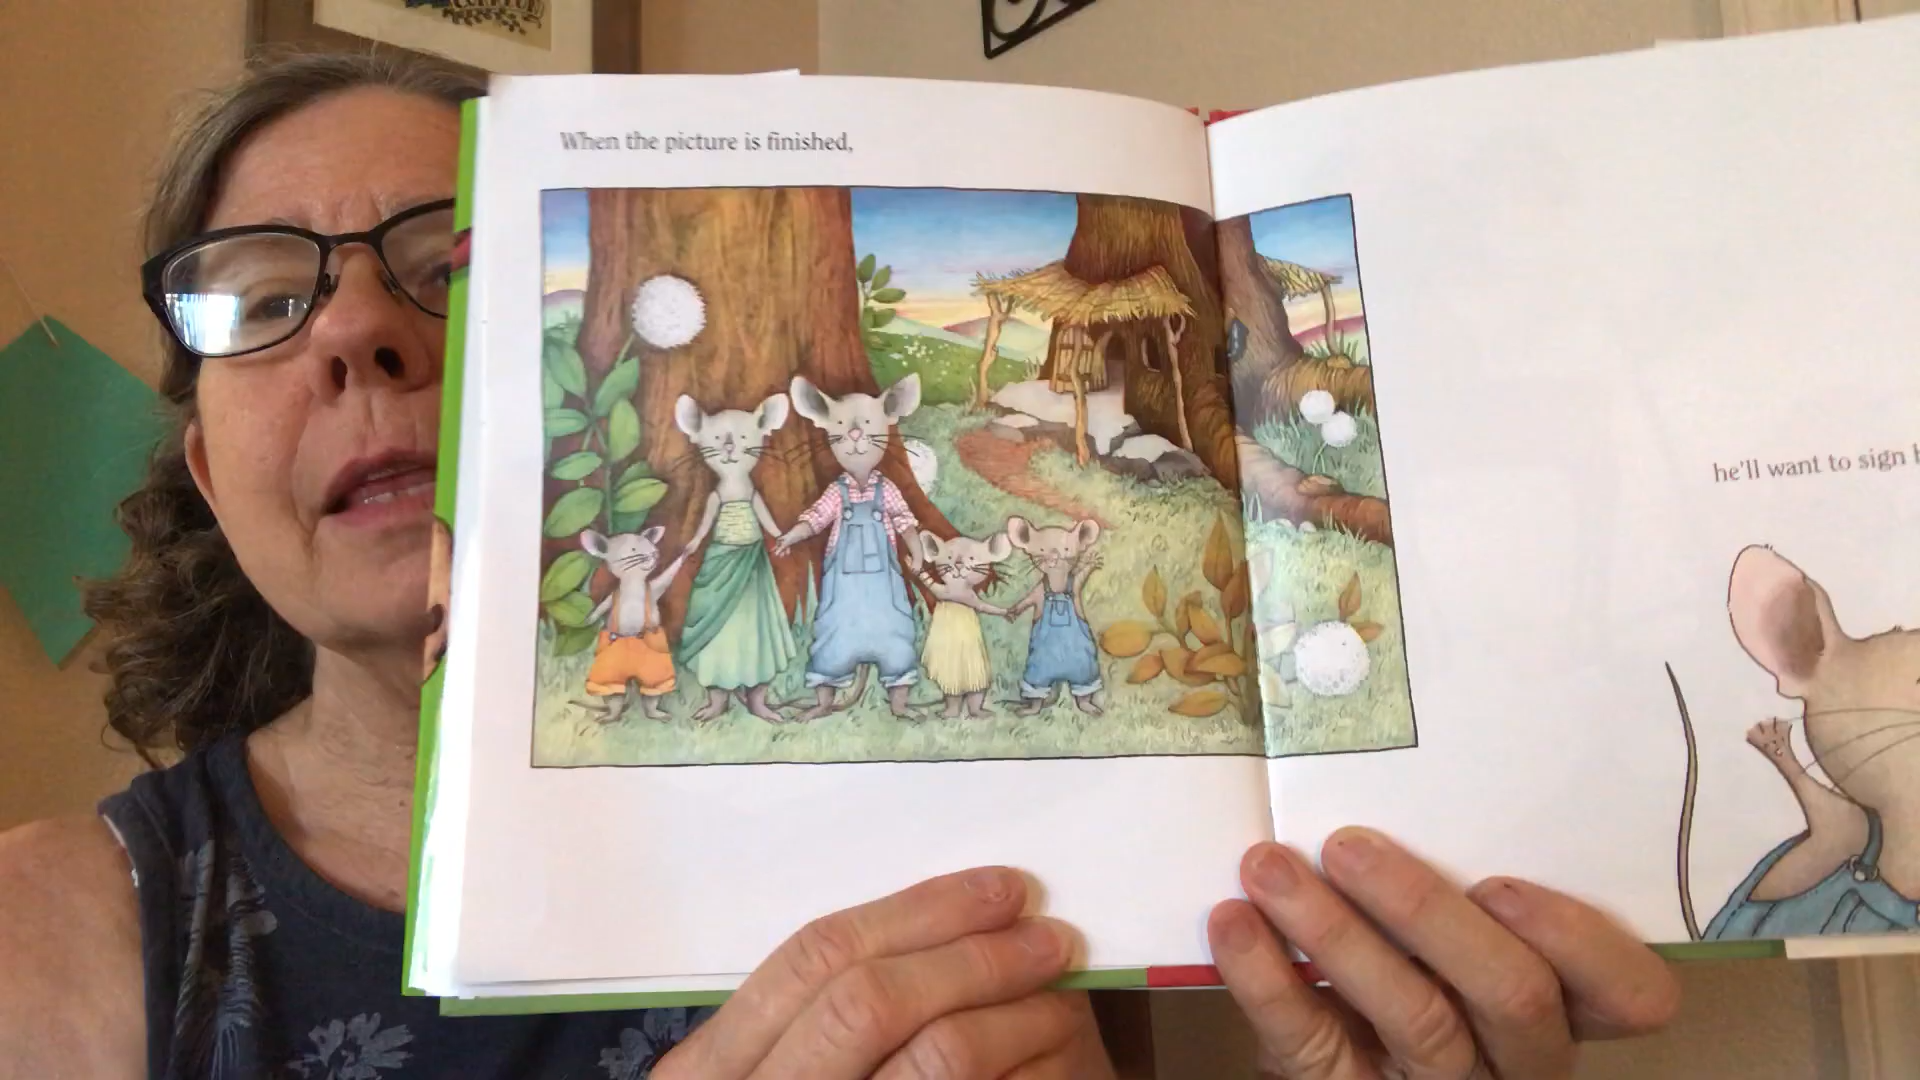 When the picture is finished,
he'll want to sign